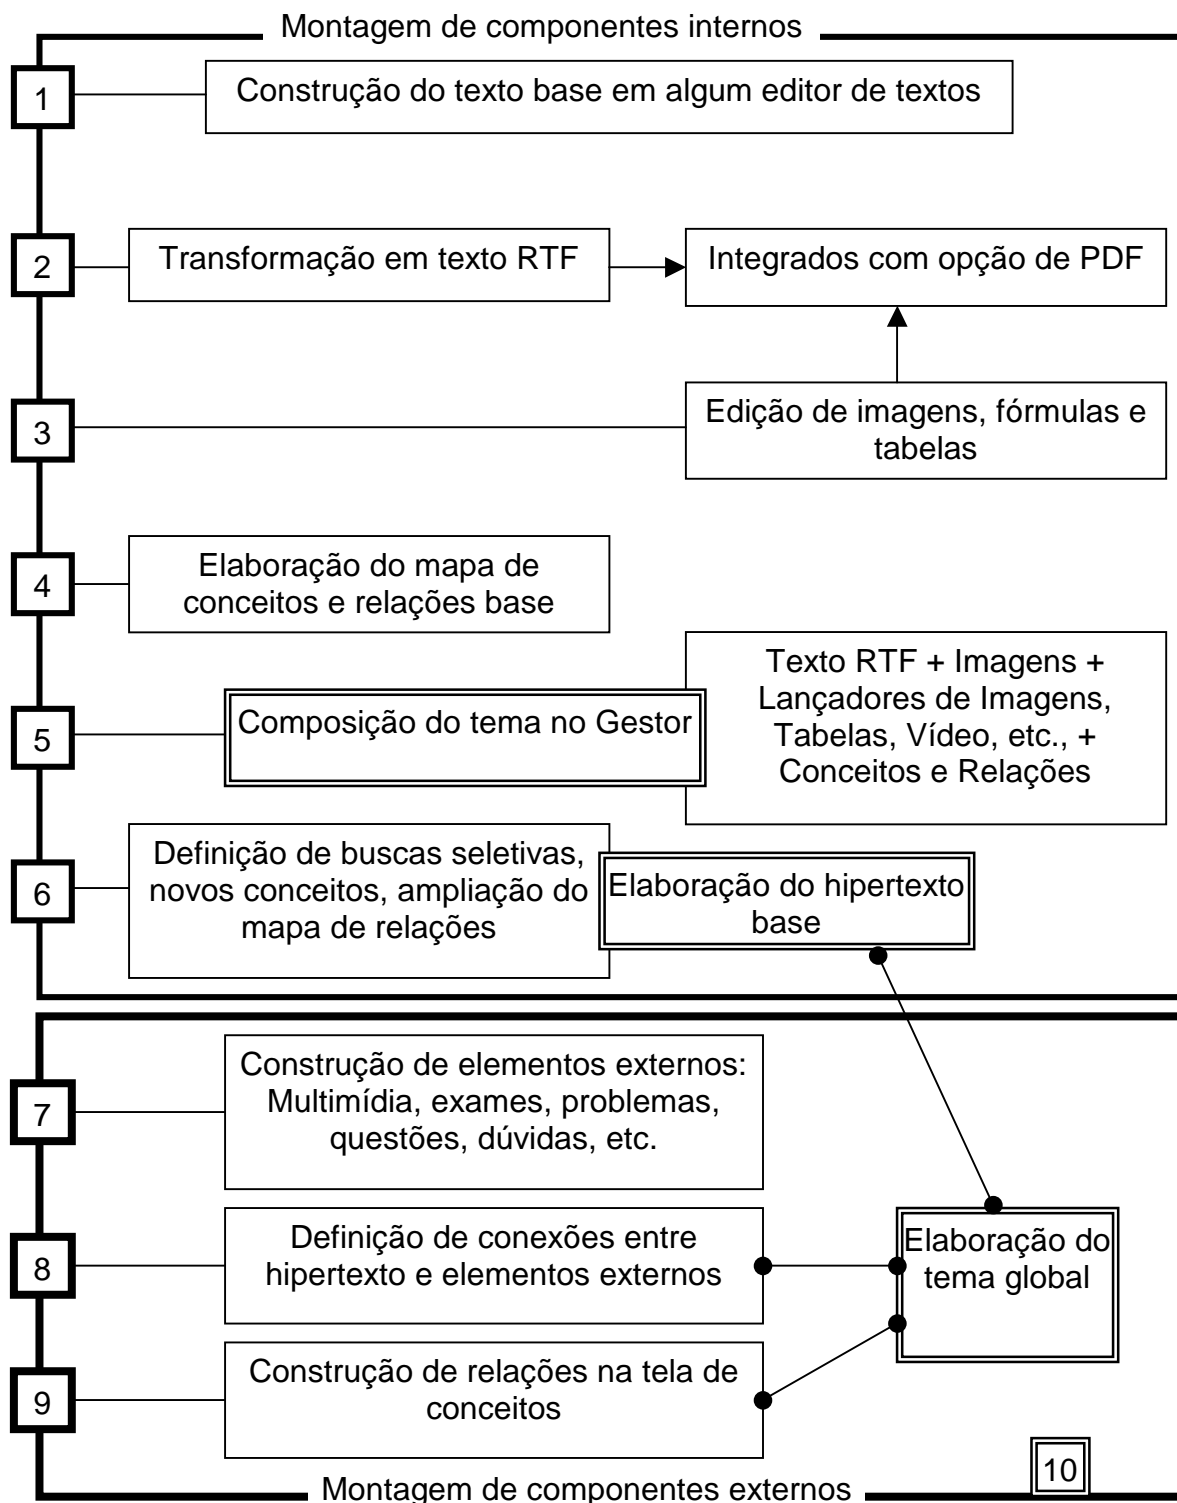 Montagem de componentes internos
1
Construção do texto base em algum editor de textos
2
Transformação em texto RTF
Integrados com opção de PDF
3
Edição de imagens, fórmulas e
tabelas
4
Elaboração do mapa de
conceitos e relações base
5
Composição do tema no Gestor
Texto RTF + Imagens +
Lançadores de Imagens,
Tabelas, Vídeo, etc., +
Conceitos e Relações
6
Definição de buscas seletivas,
novos conceitos, ampliação do
mapa de relações
Elaboração do hipertexto
base
7
Construção de elementos externos:
Multimídia, exames, problemas,
questões, dúvidas, etc.
8
Definição de conexões entre
hipertexto e elementos externos
Elaboração do
tema global
9
Construção de relações na tela de
conceitos
10
Montagem de componentes externos